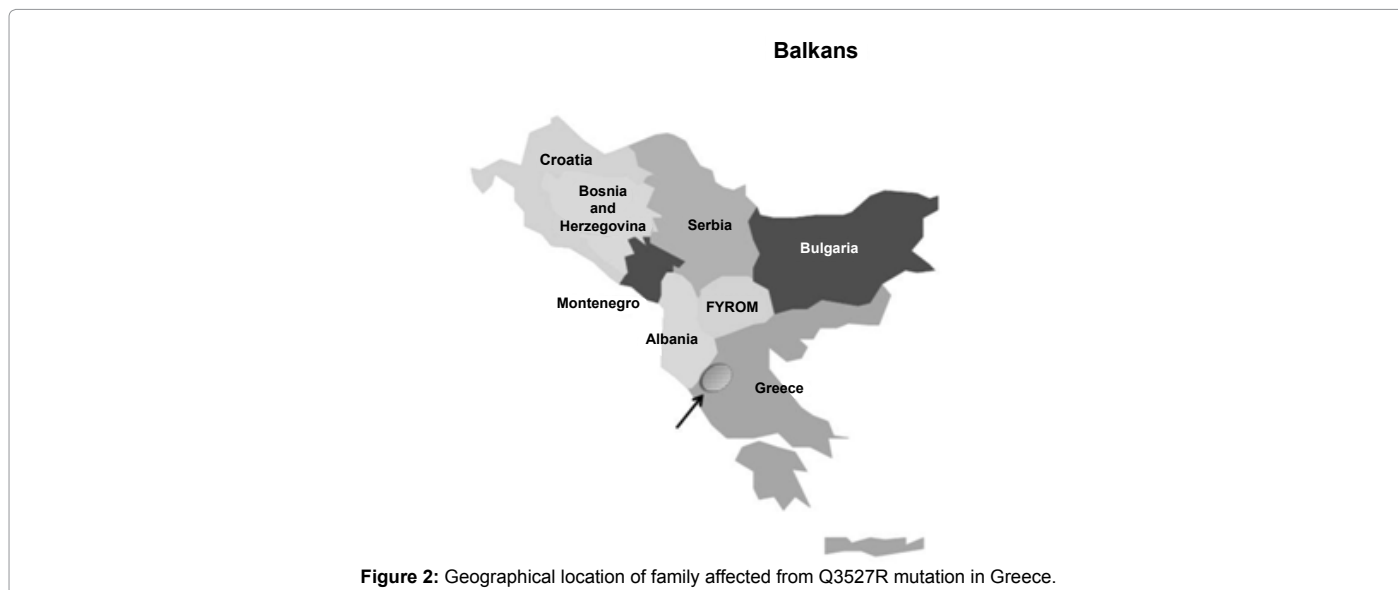 Balkans
Croatia
Bosnia
and
Herzegovina
Serbia
Bulgaria
Montenegro
FYROM
Albania
Greece
Figure 2: Geographical location of family affected from Q3527R mutation in Greece.